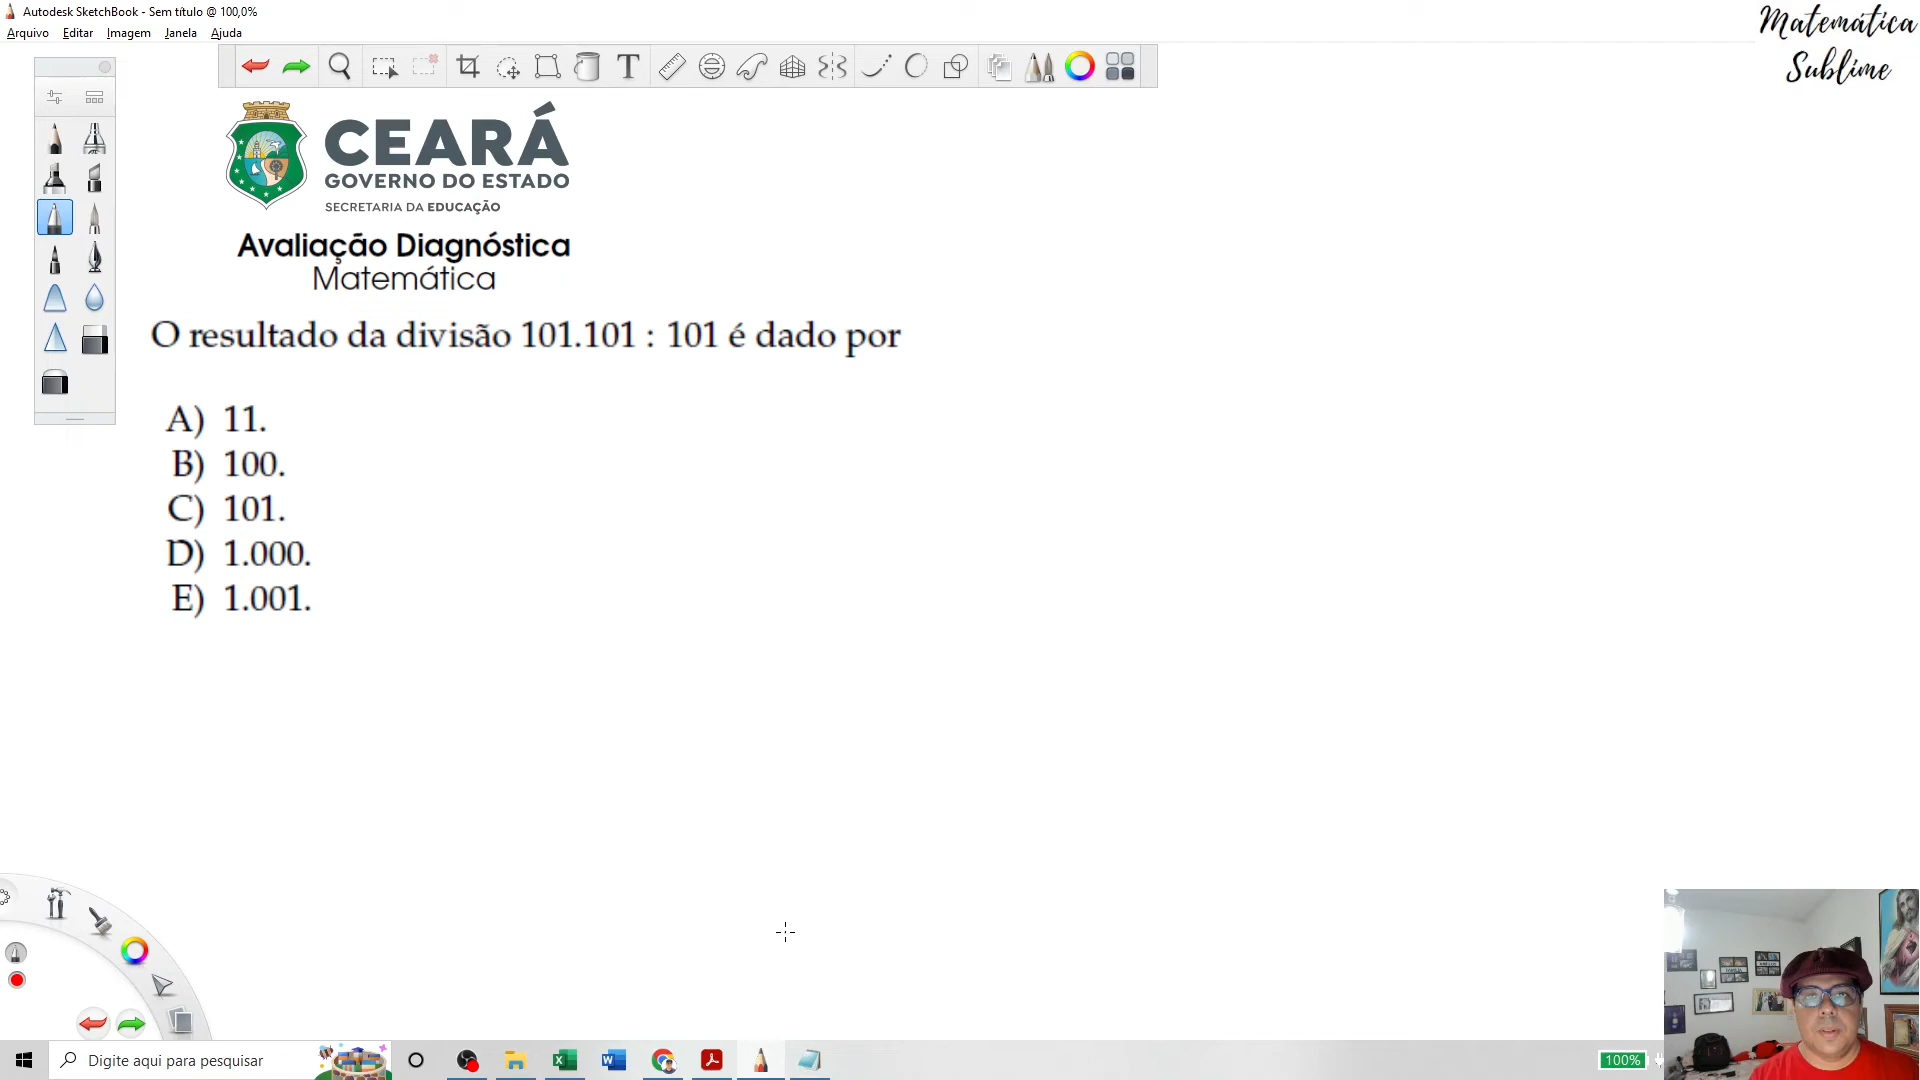 Autodesk SketchBook - Sem título @ 100,0%
Arquivo Editar Imagem Janela Ajuda
Matemática
Sublime
CEARÁ
GOVERNO DO ESTADO
SECRETARIA DA EDUCAÇÃO
Avaliação Diagnóstica
Matemática
O resultado da divisão 101.101 : 101 é dado por
A) 11.
B) 100.
C) 101.
D) 1.000.
E) 1.001.
Digite aqui para pesquisar
100%